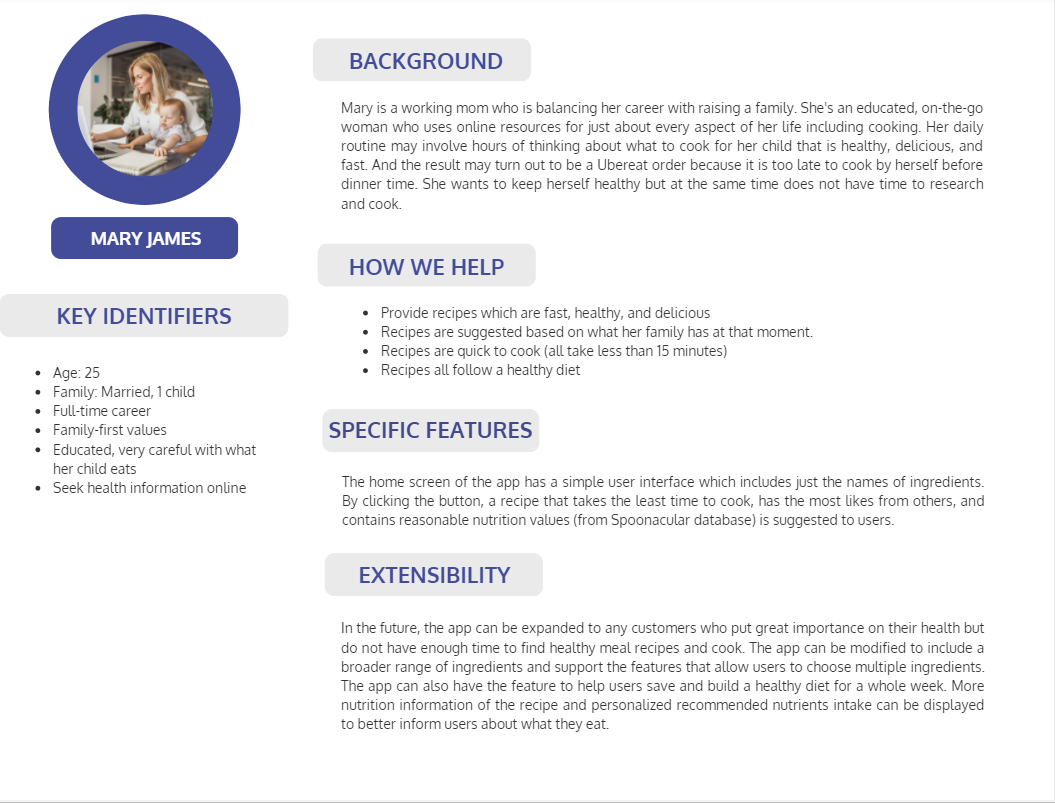 MARY JAMES
KEY IDENTIFIERS
Age: 25
Family: Married, 1 child
Full-time career
Family-first values
Educated, very careful with what
her child eats
Seek health information online
BACKGROUND
Mary is a working mom who is balancing her career with raising a family. She's an educated, on-the-go
woman who uses online resources for just about every aspect of her life including cooking. Her daily
routine may involve hours of thinking about what to cook for her child that is healthy, delicious, and
fast. And the result may turn out to be a Ubereat order because it is too late to cook by herself before
dinner time. She wants to keep herself healthy but at the same time does not have time to research
and cook.
HOW WE HELP
Provide recipes which are fast, healthy, and delicious
Recipes are suggested based on what her family has at that moment.
Recipes are quick to cook (all take less than 15 minutes)
Recipes all follow a healthy diet
SPECIFIC FEATURES
The home screen of the app has a simple user interface which includes just the names of ingredients.
By clicking the button, a recipe that takes the least time to cook, has the most likes from others, and
contains reasonable nutrition values (from Spoonacular database) is suggested to users.
EXTENSIBILITY
In the future, the app can be expanded to any customers who put great importance on their health but
do not have enough time to find healthy meal recipes and cook. The app can be modified to include a
broader range of ingredients and support the features that allow users to choose multiple ingredients.
The app can also have the feature to help users save and build a healthy diet for a whole week. More
nutrition information of the recipe and personalized recommended nutrients intake can be displayed
to better inform users about what they eat.